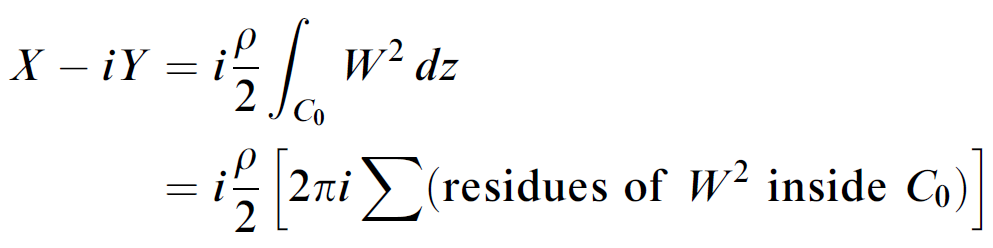 X − iY = i ρ/2 ∫_{C₀} W² dz
= i ρ/2 [2πi ∑(residues of W² inside C₀)]